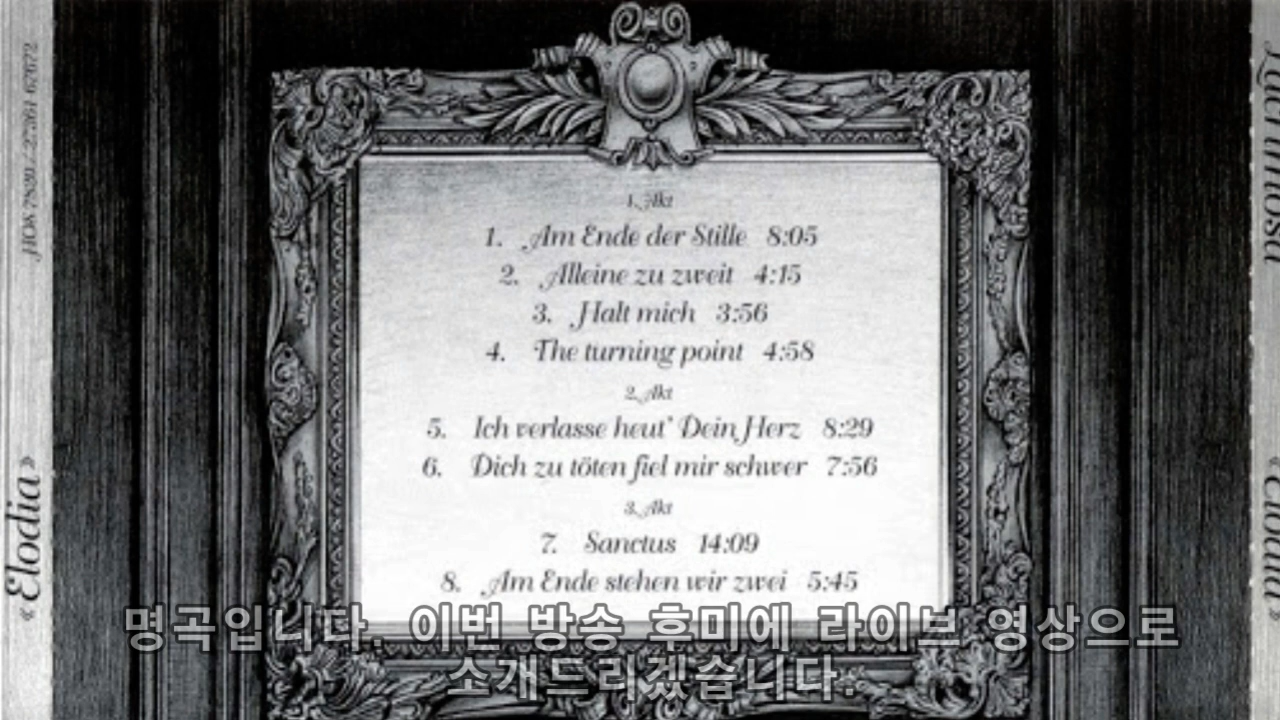 HOS 7820 / 27361 62672
«Elodia»
1. Akt
1. Am Ende der Stille 8:05
2. Alleine zu zweit 4:15
3. Halt mich 3:56
4. The turning point 4:58
2. Akt
5. Ich verlasse heut' Dein Herz 8:29
6. Dich zu töten fiel mir schwer 7:56
3. Akt
7. Sanctus 14:09
8. Am Ende stehen wir zwei 5:45
Lacrimosa
«Elodia»
명곡입니다. 이번 방송 후미에 라이브 영상으로
소개드리겠습니다.